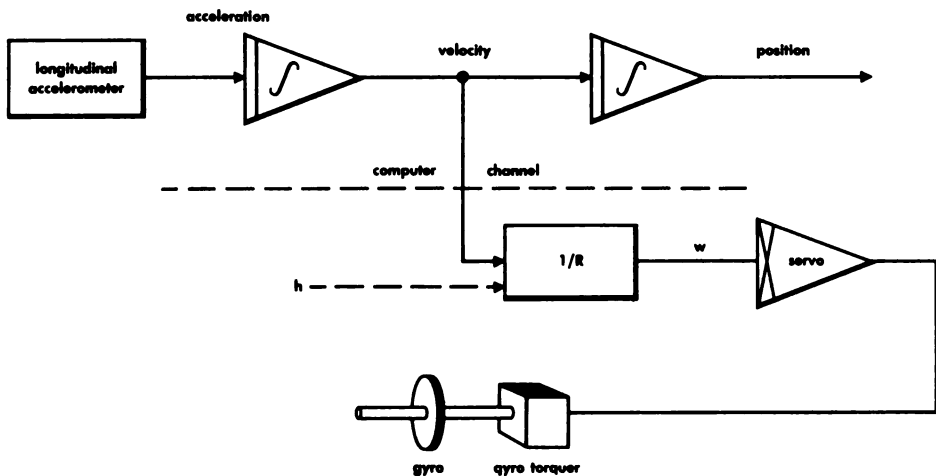 acceleration
longitudinal
accelerometer
velocity
position
computer channel
1/R
w
servo
h
gyro
gyro torquer